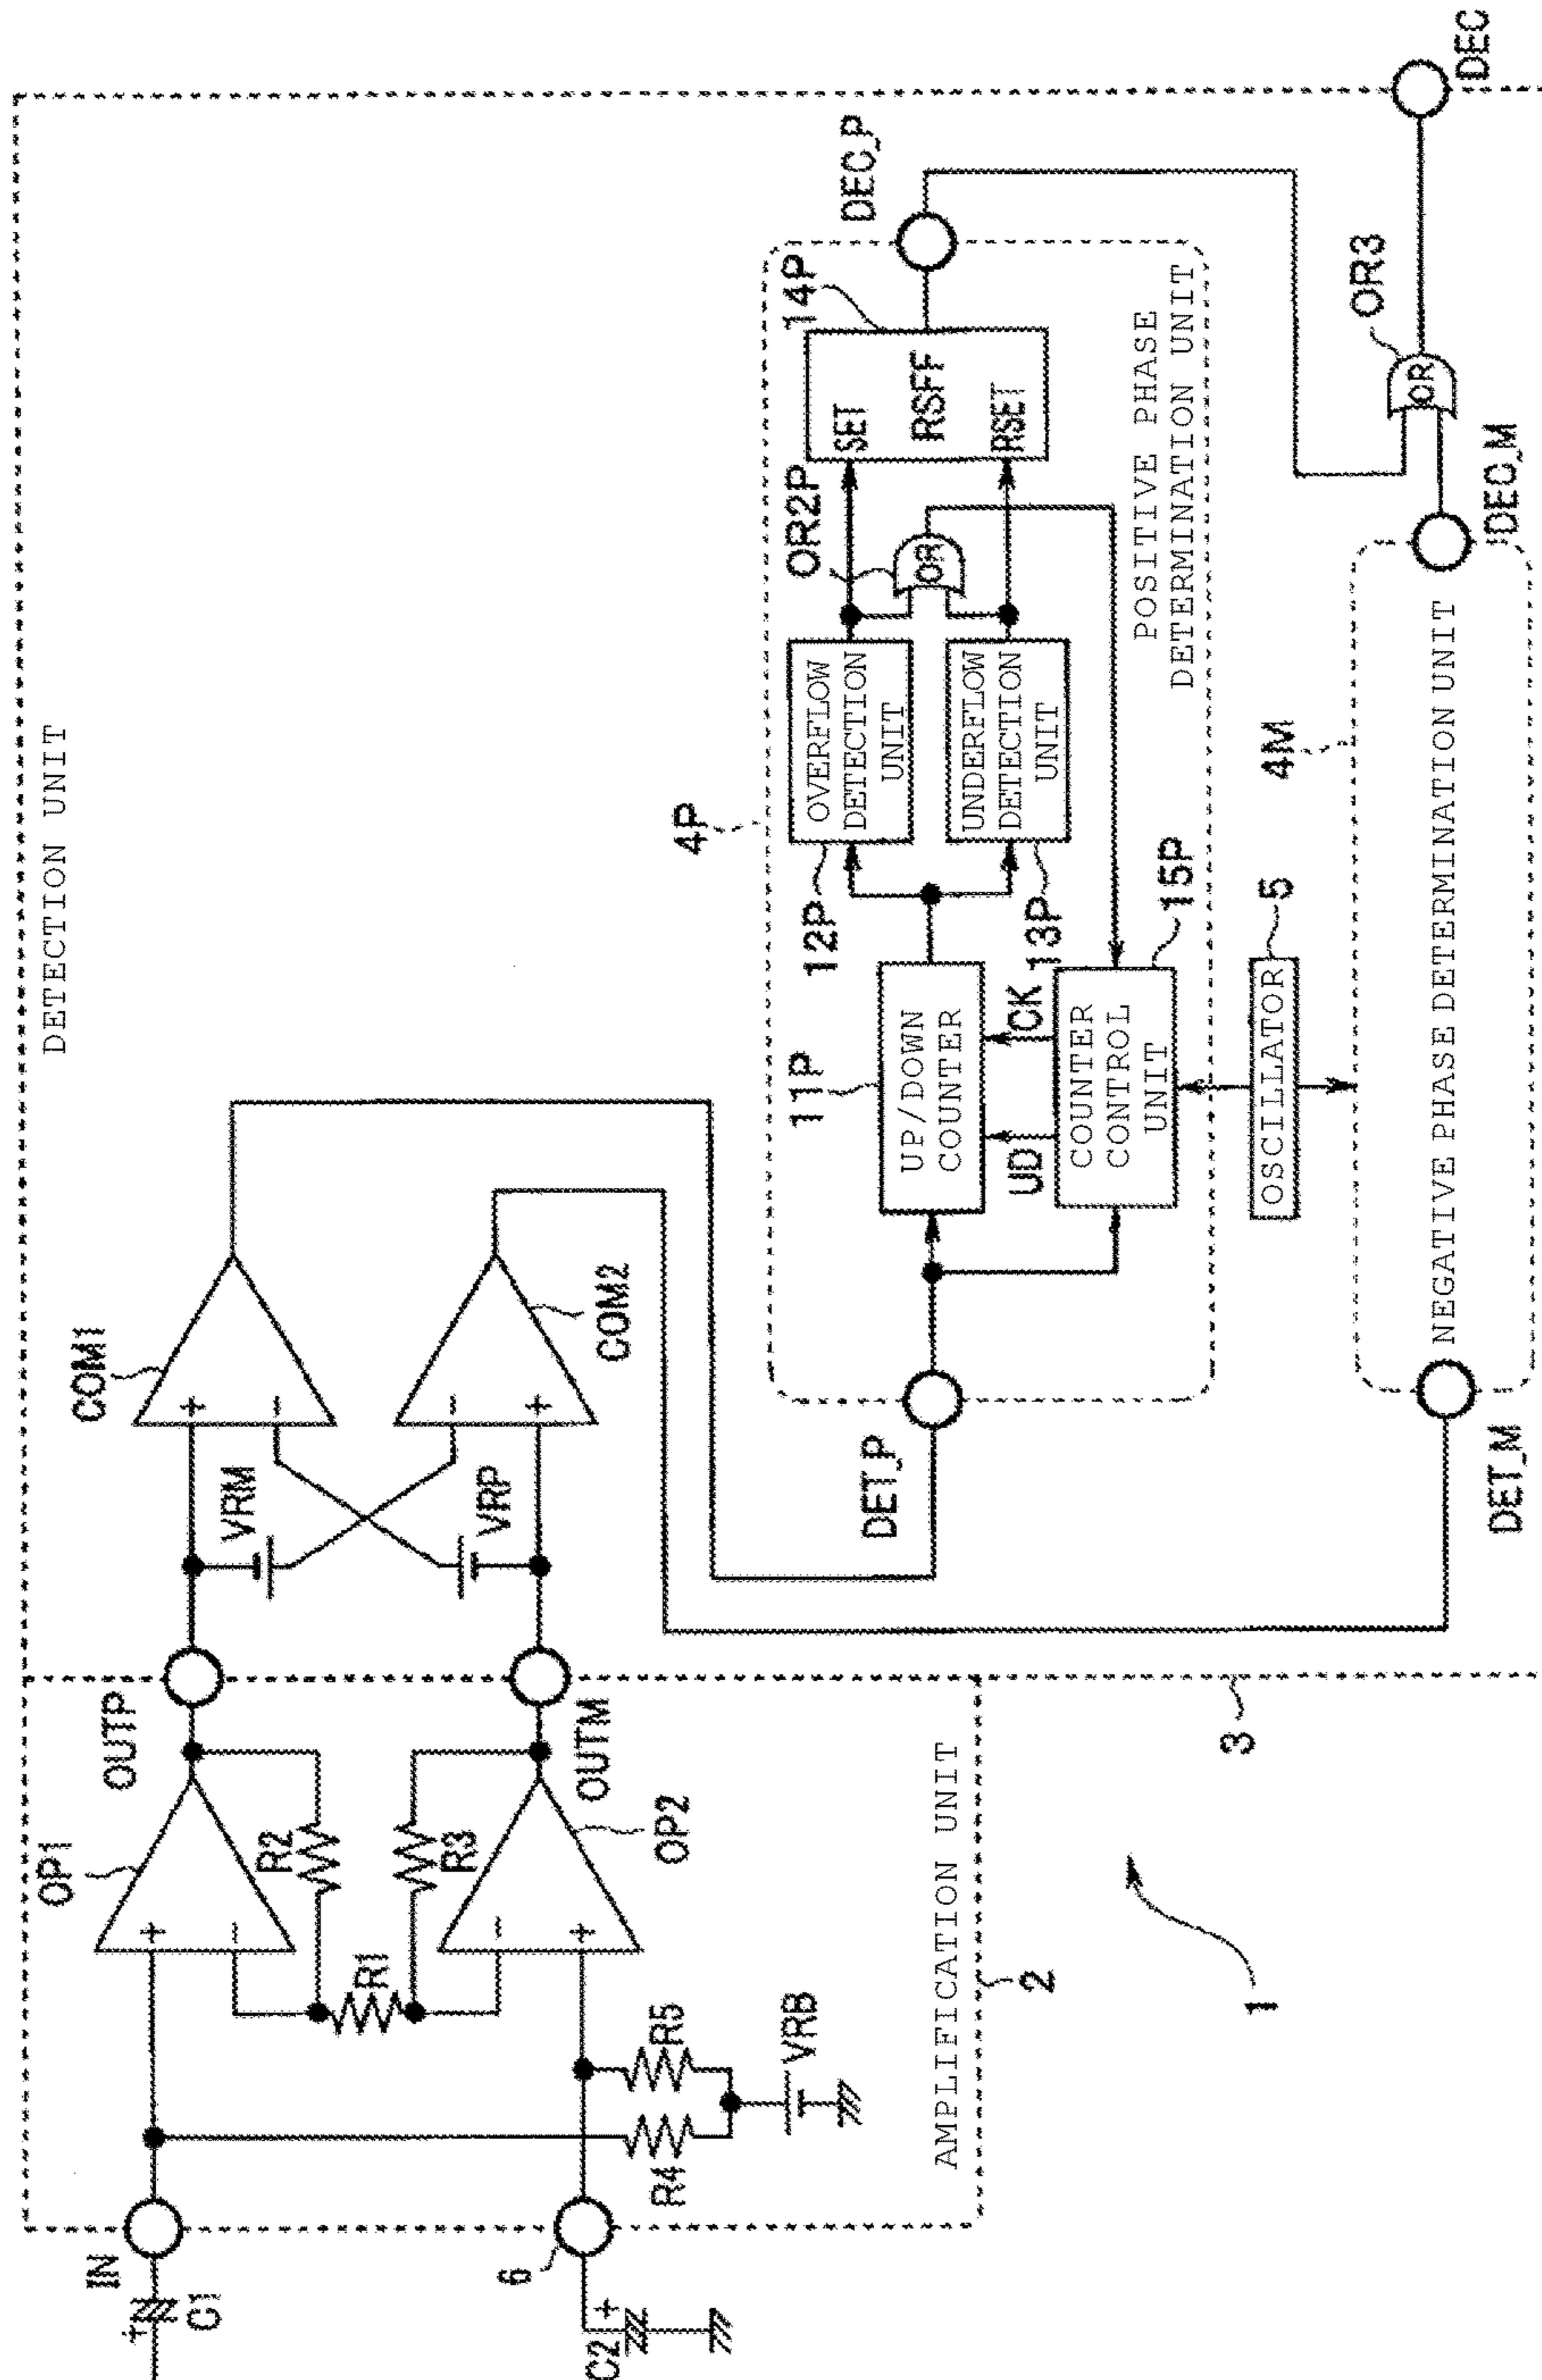 DETECTION UNIT
IN
C1
OP1
OUTP
COM1
R2
R1
R3
VRM
VRP
COM2
6
C2
R4
R5
VRB
OP2
OUTM
AMPLIFICATION UNIT
2
3
1
DET_P
4P
11P
UP/DOWN
COUNTER
UD
CK
COUNTER
CONTROL
UNIT
15P
12P
OVERFLOW
DETECTION
UNIT
13P
UNDERFLOW
DETECTION
UNIT
OR2P
OR
14P
SET
RSFF
RSET
DEC_P
POSITIVE PHASE
DETERMINATION UNIT
OSCILLATOR
5
4M
DET_M
NEGATIVE PHASE DETERMINATION UNIT
DEC_M
OR3
OR
DEC